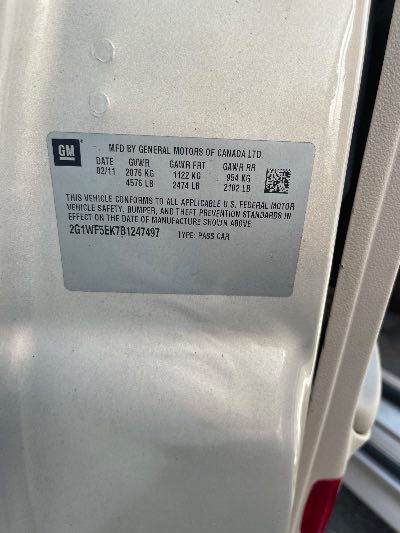 GM
MFD BY GENERAL MOTORS OF CANADA LTD.
DATE GVWR GAWR FRT GAWR RR
02/11 2076 KG 1122 KG 954 KG
4576 LB 2474 LB 2102 LB
THIS VEHICLE CONFORMS TO ALL APPLICABLE U.S. FEDERAL MOTOR
VEHICLE SAFETY, BUMPER, AND THEFT PREVENTION STANDARDS IN
EFFECT ON THE DATE OF MANUFACTURE SHOWN ABOVE.
2G1WF5EK7B1247497 TYPE: PASS CAR